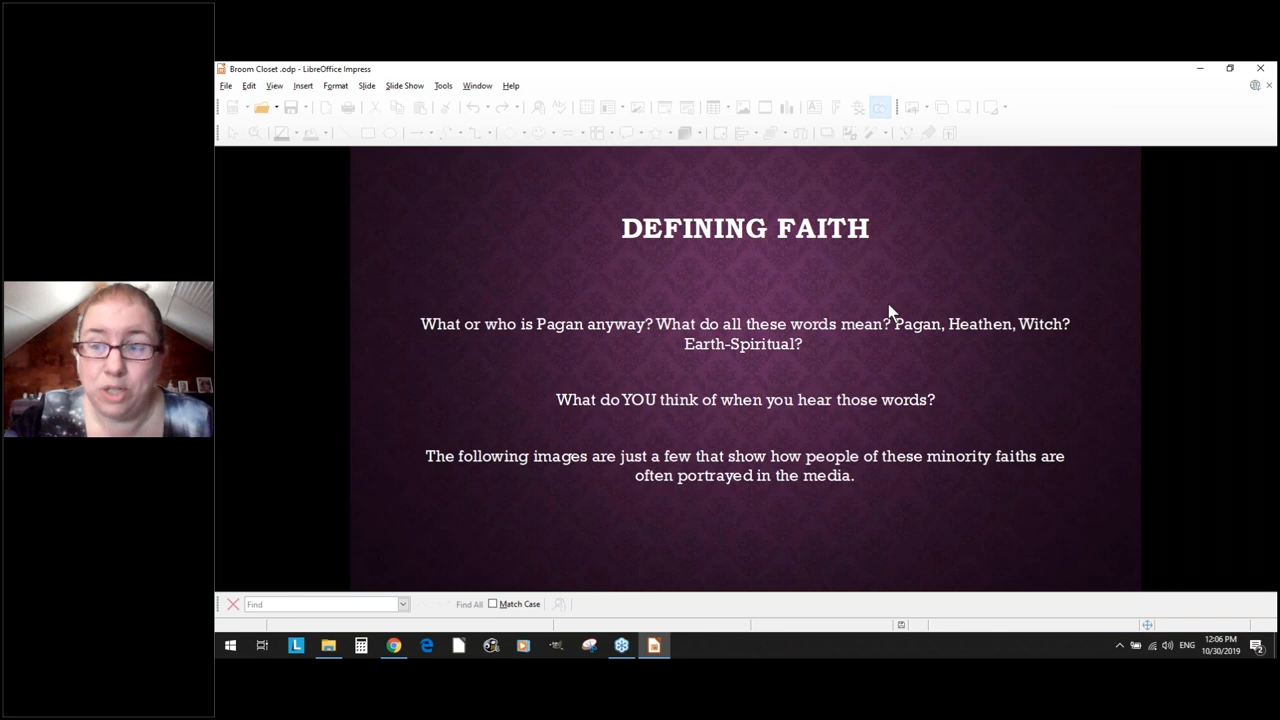 Broom Closet .odp - LibreOffice Impress
File Edit View Insert Format Slide Slide Show Tools Window Help
DEFINING FAITH
What or who is Pagan anyway? What do all these words mean? Pagan, Heathen, Witch?
Earth-Spiritual?
What do YOU think of when you hear those words?
The following images are just a few that show how people of these minority faiths are
often portrayed in the media.
Find Find All Match Case
L ENG 12:06 PM
10/30/2019 2